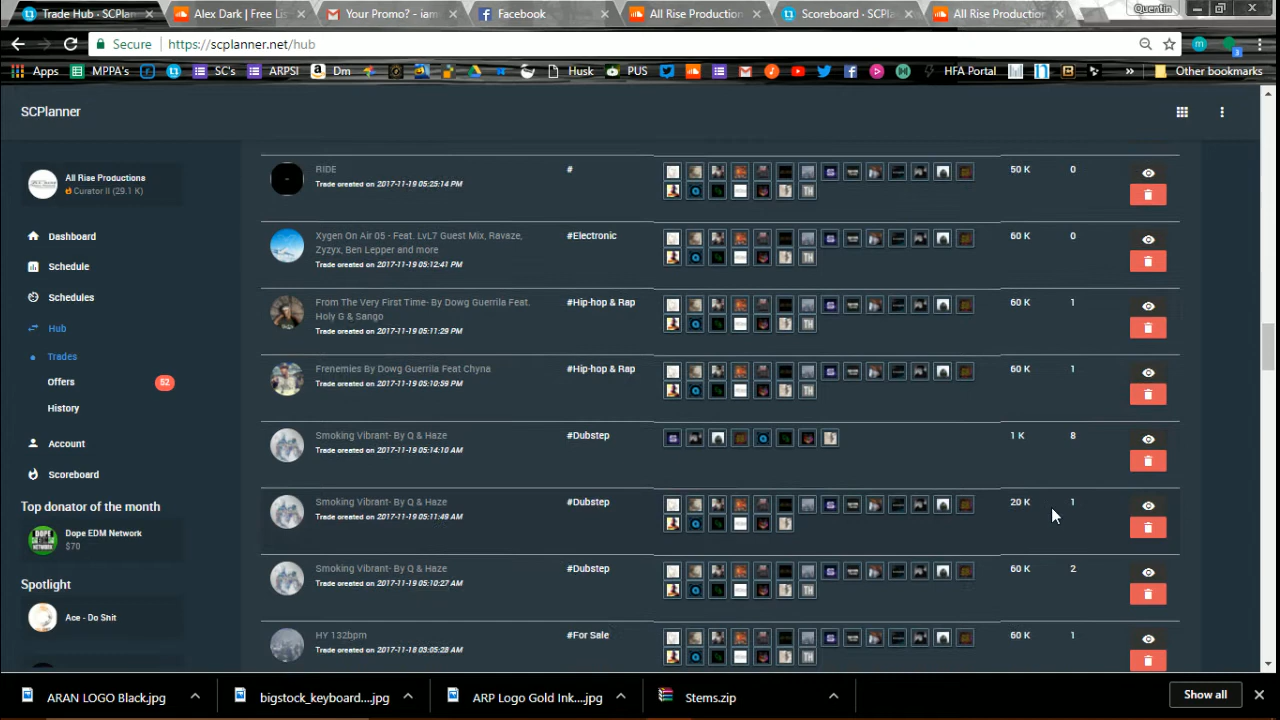 Trade Hub - SCPlan
Alex Dark | Free Lis
Your Promo? - iam
Facebook
All Rise Production
Scoreboard - SCPla
All Rise Production
Quentin
Secure
https://scplanner.net/hub
Apps
MPPA's
SC's
ARPSI
Dm
Husk
PUS
HFA Portal
Other bookmarks
SCPlanner
All Rise Productions
Curator II (29.1 K)
Dashboard
Schedule
Schedules
Hub
Trades
Offers
52
History
Account
Scoreboard
Top donator of the month
Dope EDM Network
$70
Spotlight
Ace - Do Shit
RIDE
Trade created on 2017-11-19 05:25:14 PM
#
50 K
0
Xygen On Air 05 - Feat. LvL7 Guest Mix, Ravaze,
Zyzyx, Ben Lepper and more
Trade created on 2017-11-19 05:12:41 PM
#Electronic
60 K
0
From The Very First Time- By Dowg Guerrila Feat.
Holy G & Sango
Trade created on 2017-11-19 05:11:29 PM
#Hip-hop & Rap
60 K
1
Frenemies By Dowg Guerrila Feat Chyna
Trade created on 2017-11-19 05:10:59 PM
#Hip-hop & Rap
60 K
1
Smoking Vibrant- By Q & Haze
Trade created on 2017-11-19 05:14:10 AM
#Dubstep
1 K
8
Smoking Vibrant- By Q & Haze
Trade created on 2017-11-19 05:11:49 AM
#Dubstep
20 K
1
Smoking Vibrant- By Q & Haze
Trade created on 2017-11-19 05:10:27 AM
#Dubstep
60 K
2
HY 132bpm
Trade created on 2017-11-18 03:05:28 AM
#For Sale
60 K
1
ARAN LOGO Black.jpg
bigstock_keyboard....jpg
ARP Logo Gold Ink....jpg
Stems.zip
Show all